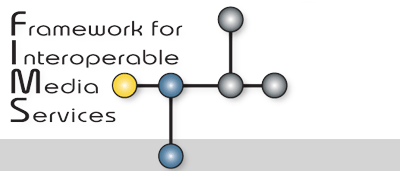 Framework for
Interoperable
Media
Services